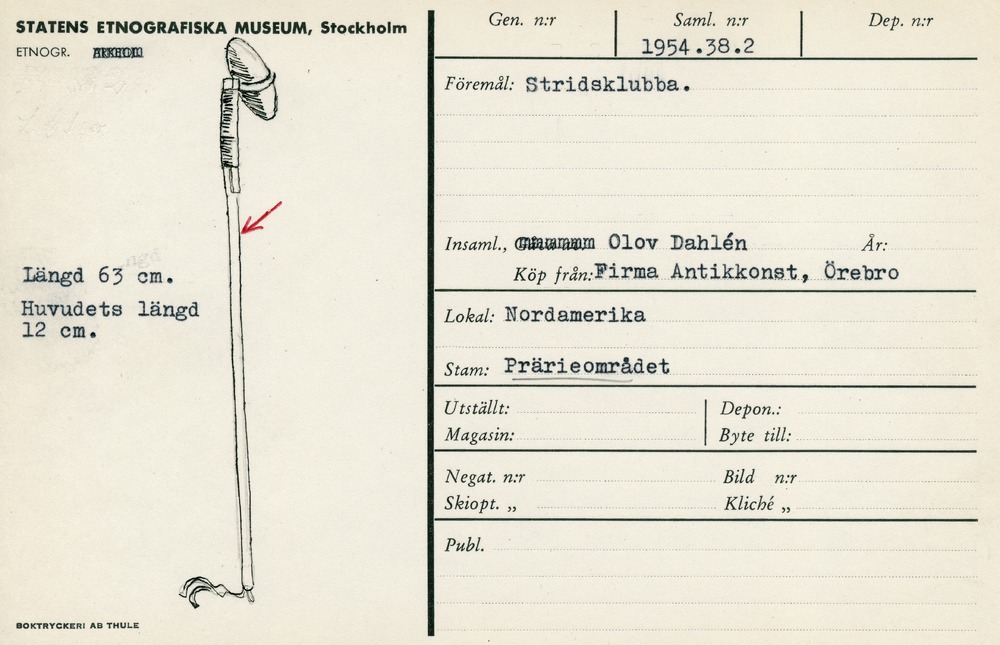 STATENS ETNOGRAFISKA MUSEUM, Stockholm
ETNOGR.
Längd 63 cm.
Huvudets längd
12 cm.
BOKTRYCKERI AB THULE
Gen. n:r
Saml. n:r
1954.38.2
Dep. n:r
Föremål: Stridsklubba.
Insaml., Olov Dahlén År:
Köp från: Firma Antikkonst, Örebro
Lokal: Nordamerika
Stam: Prärieområdet
Utställt: Depon.:
Magasin: Byte till:
Negat. n:r Bild n:r
Skiopt. „ Kliché „
Publ.